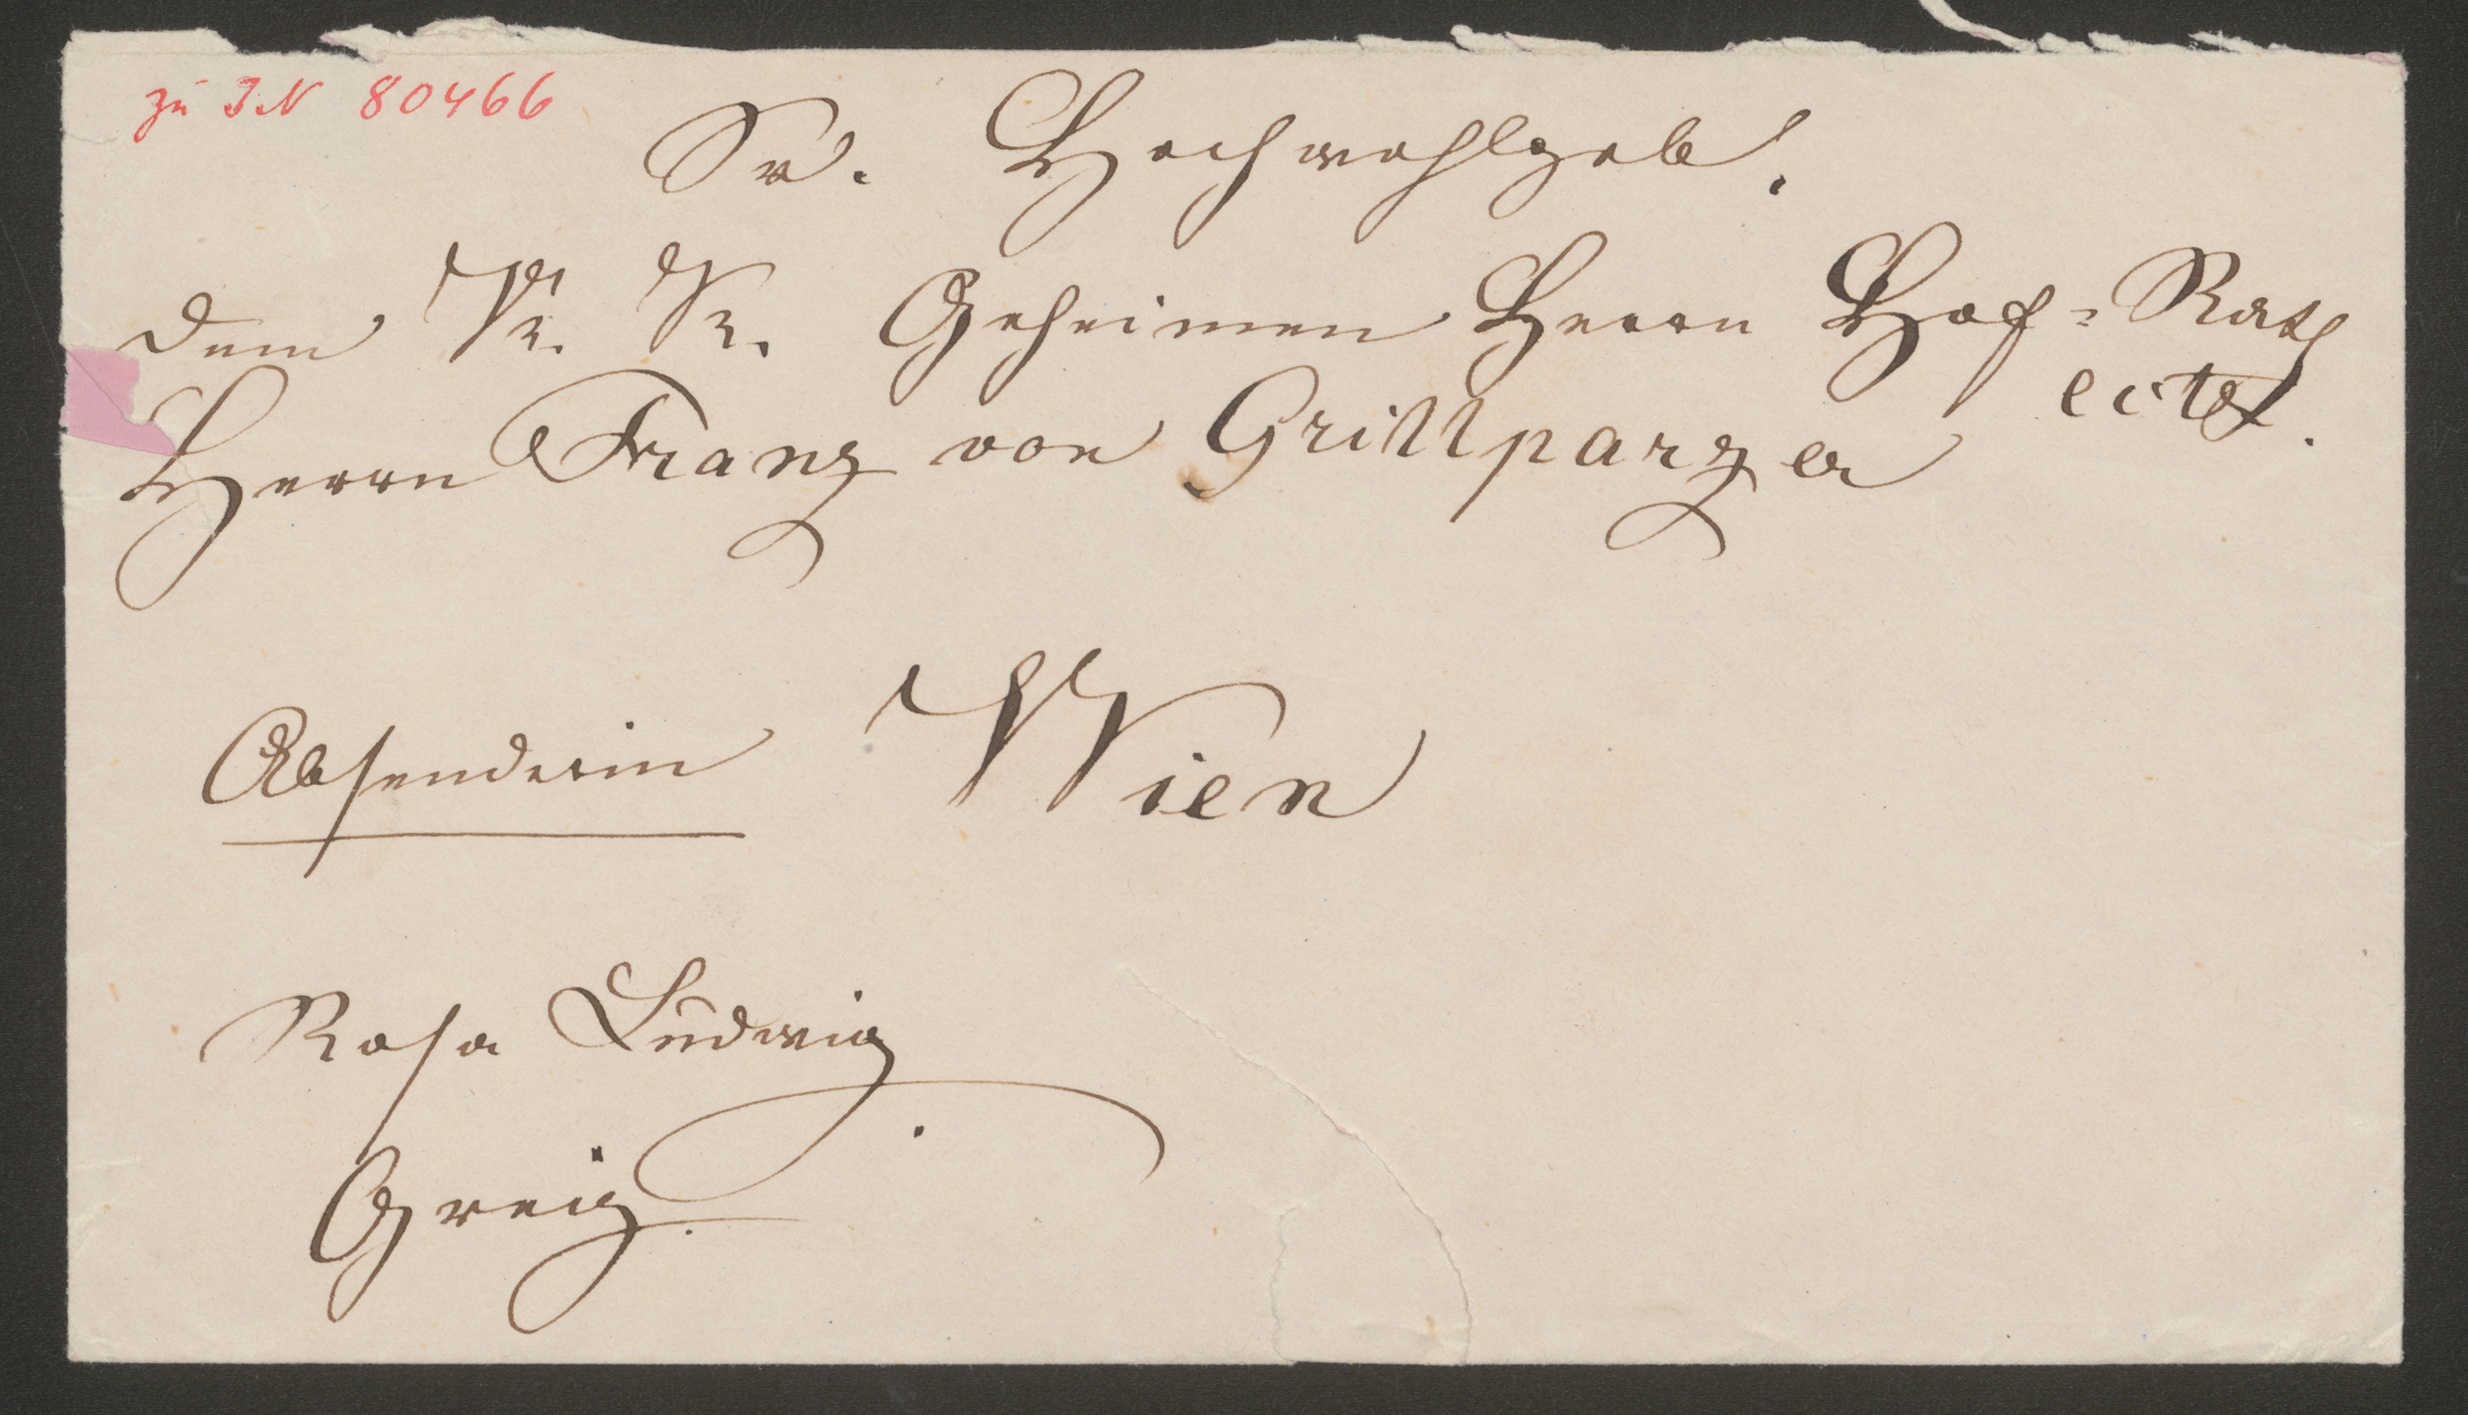 zu IN 80466
Sr. Hochwohlgeb.
dem K. K. Geheimen Herrn Hof=Rath
ectet.
Herrn Franz von Grillparzer
Wien
Absenderin
Rosa Ludwig
Greiz.